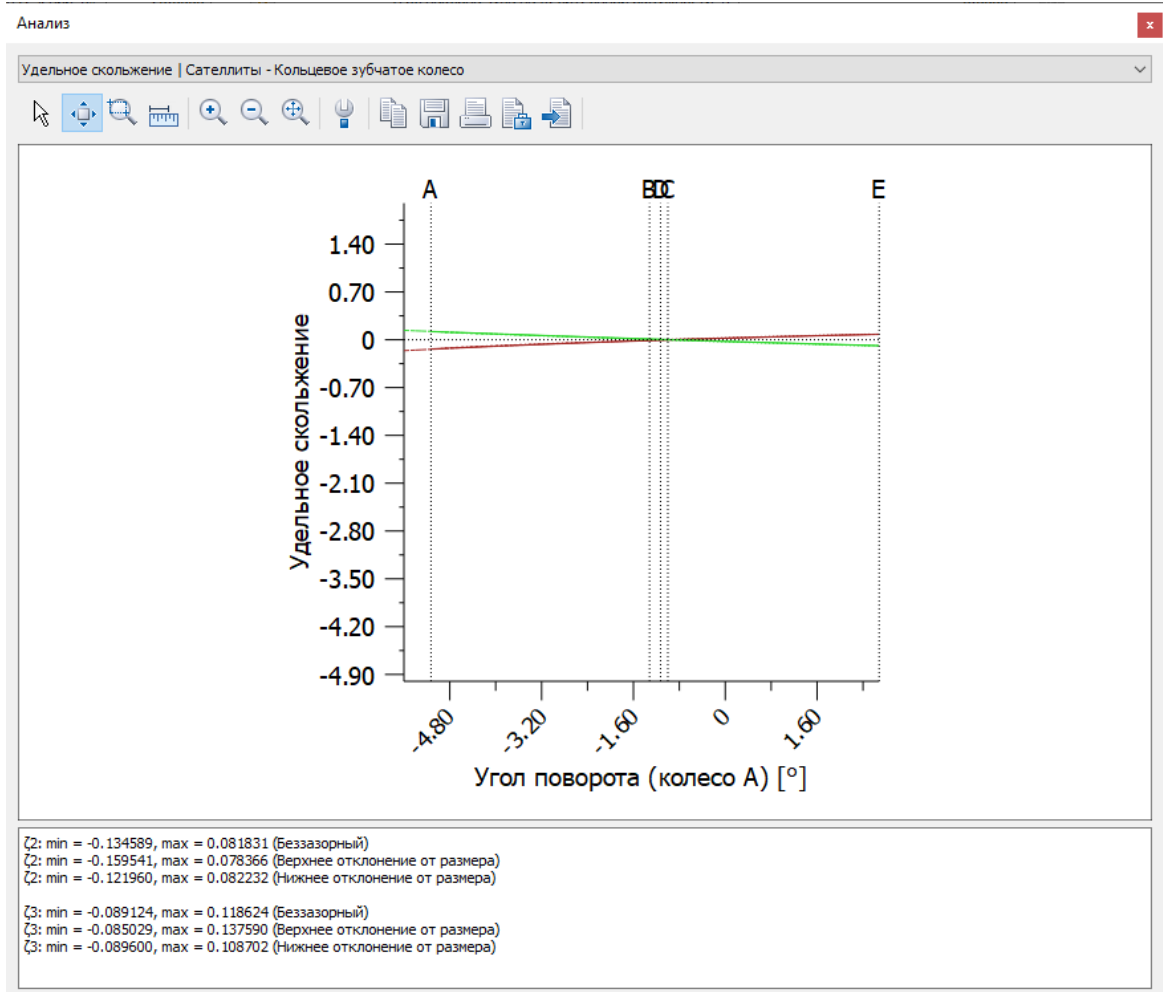 Анализ
x
Удельное скольжение | Сателлиты - Кольцевое зубчатое колесо
A
B
D
C
E
1.40
0.70
0
-0.70
-1.40
-2.10
-2.80
-3.50
-4.20
-4.90
Удельное скольжение
-4.80
-3.20
-1.60
0
1.60
Угол поворота (колесо A) [°]
ζ2: min = -0.134589, max = 0.081831 (Беззазорный)
ζ2: min = -0.159541, max = 0.078366 (Верхнее отклонение от размера)
ζ2: min = -0.121960, max = 0.082232 (Нижнее отклонение от размера)
ζ3: min = -0.089124, max = 0.118624 (Беззазорный)
ζ3: min = -0.085029, max = 0.137590 (Верхнее отклонение от размера)
ζ3: min = -0.089600, max = 0.108702 (Нижнее отклонение от размера)